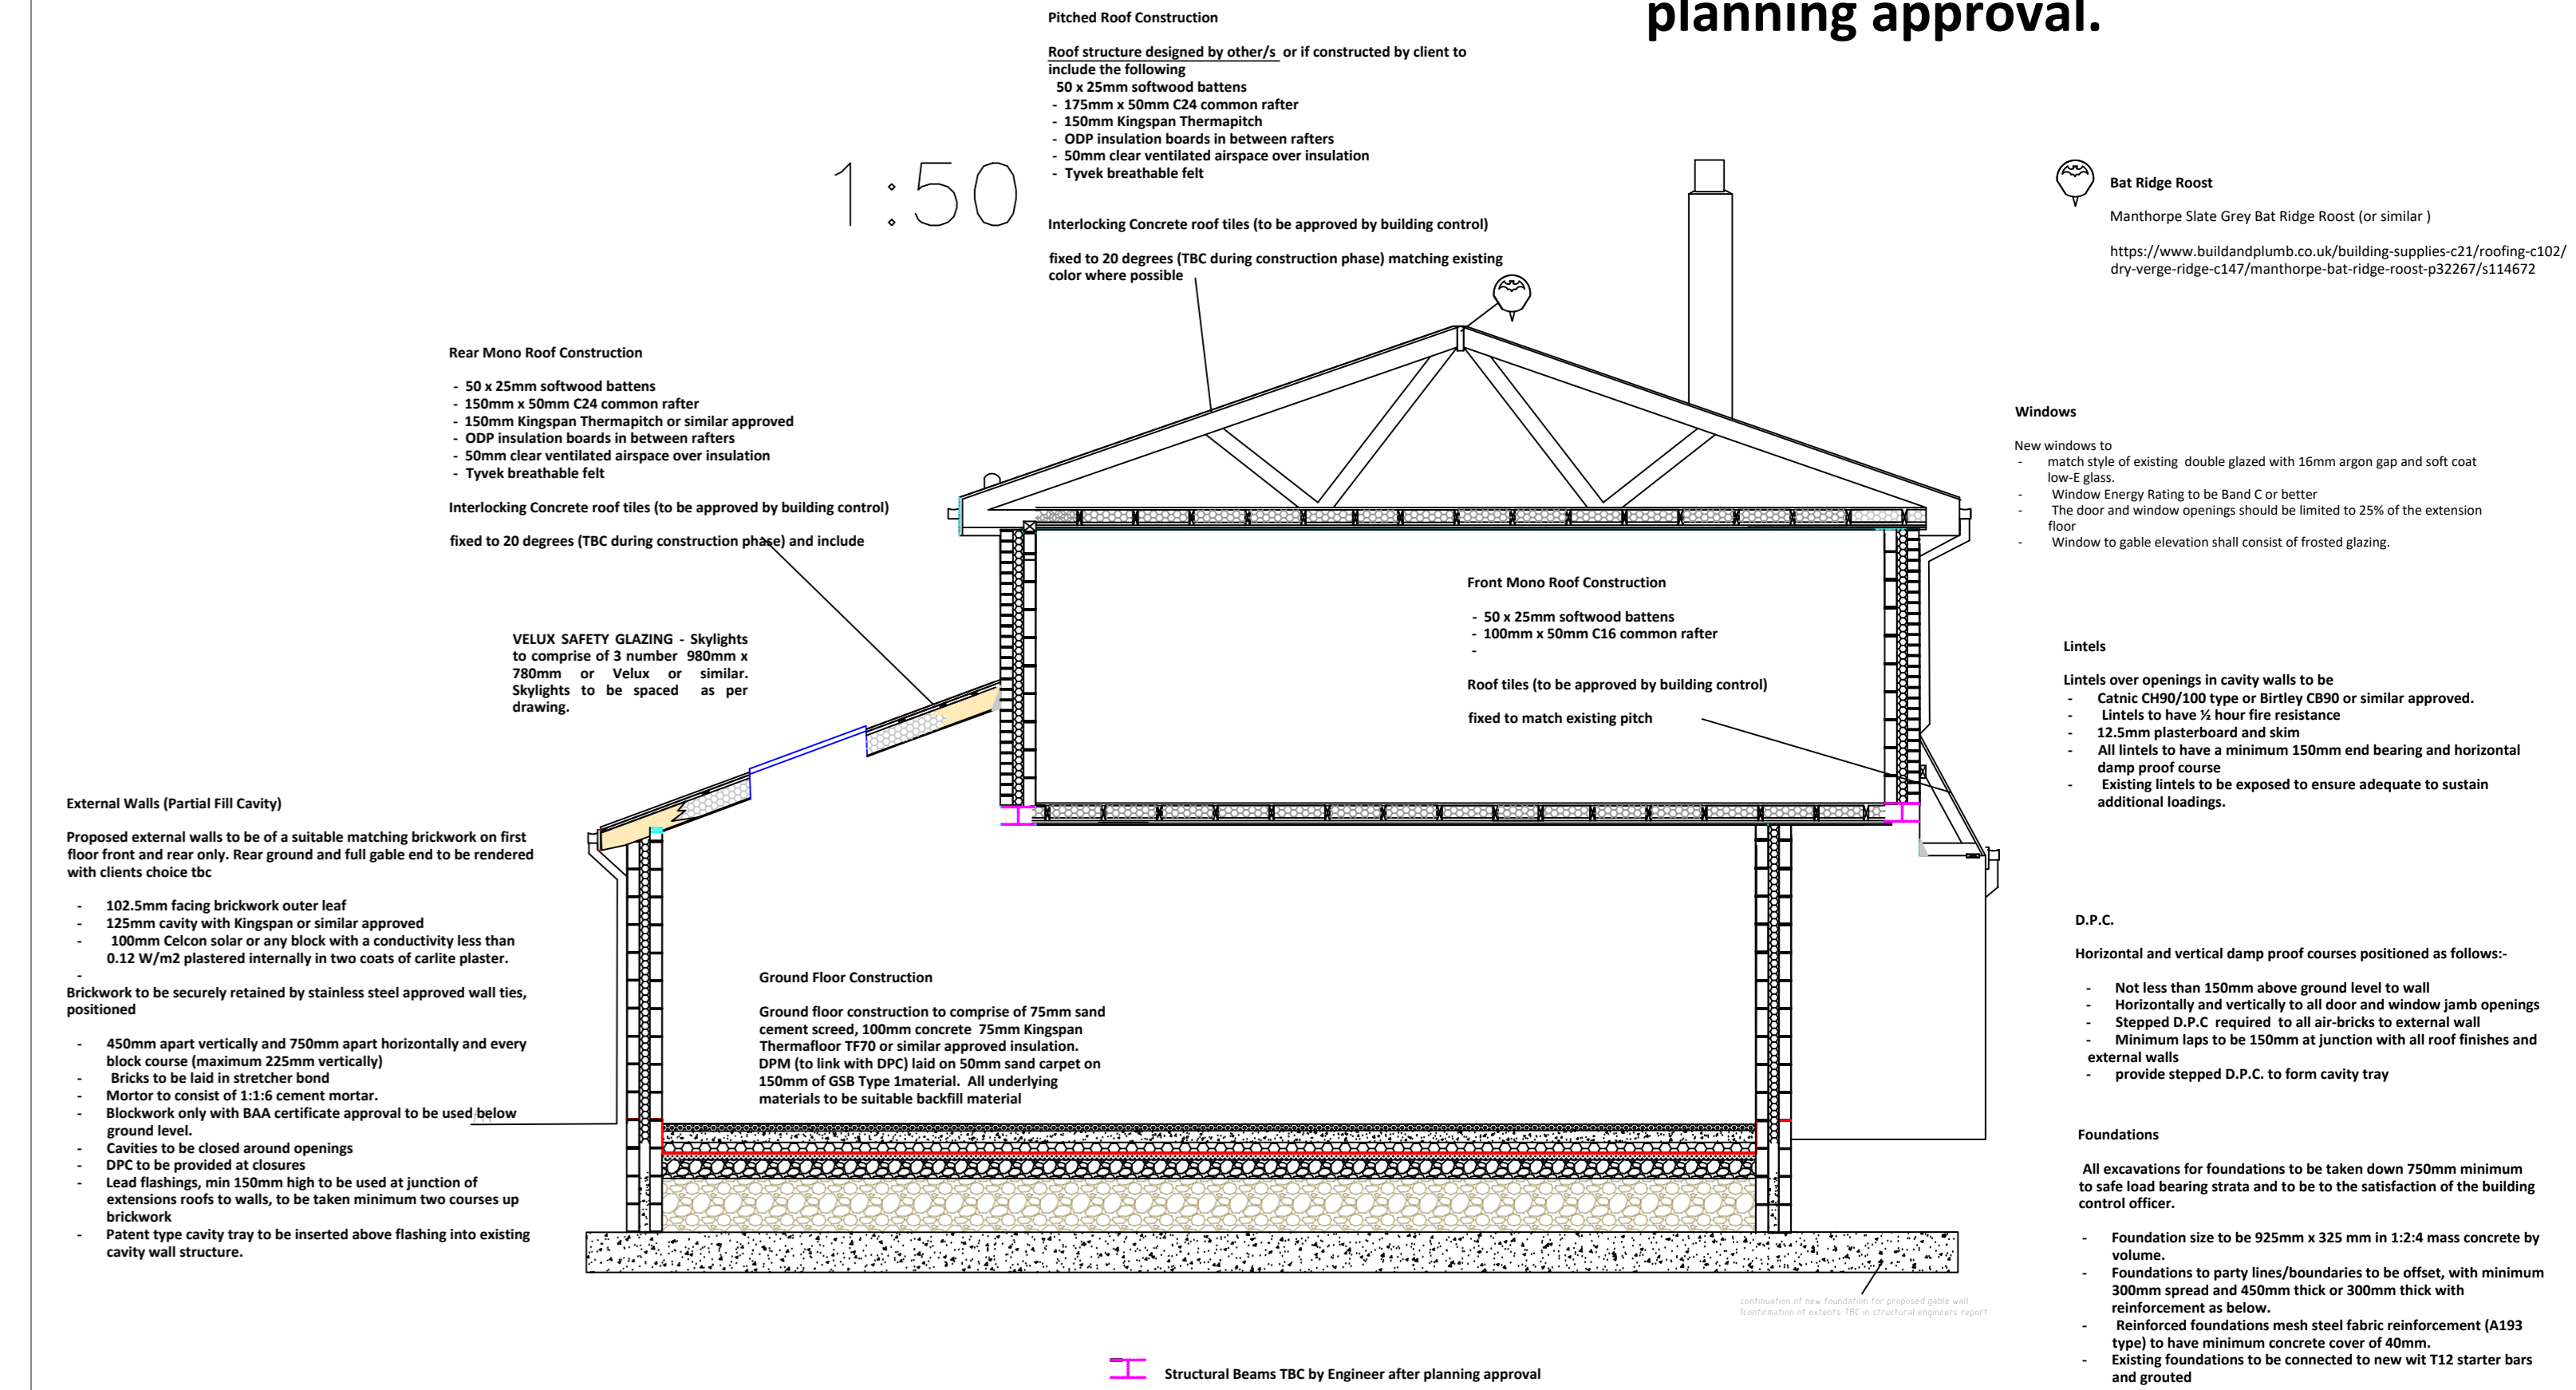 planning approval.
Pitched Roof Construction
Roof structure designed by other/s or if constructed by client to
include the following
50 x 25mm softwood battens
- 175mm x 50mm C24 common rafter
- 150mm Kingspan Thermapitch
- ODP insulation boards in between rafters
- 50mm clear ventilated airspace over insulation
- Tyvek breathable felt
1:50
Interlocking Concrete roof tiles (to be approved by building control)
fixed to 20 degrees (TBC during construction phase) matching existing
color where possible
Bat Ridge Roost
Manthorpe Slate Grey Bat Ridge Roost (or similar )
https://www.buildandplumb.co.uk/building-supplies-c21/roofing-c102/
dry-verge-ridge-c147/manthorpe-bat-ridge-roost-p32267/s114672
Rear Mono Roof Construction
- 50 x 25mm softwood battens
- 150mm x 50mm C24 common rafter
- 150mm Kingspan Thermapitch or similar approved
- ODP insulation boards in between rafters
- 50mm clear ventilated airspace over insulation
- Tyvek breathable felt
Interlocking Concrete roof tiles (to be approved by building control)
fixed to 20 degrees (TBC during construction phase) and include
Windows
New windows to
- match style of existing double glazed with 16mm argon gap and soft coat
low-E glass.
- Window Energy Rating to be Band C or better
- The door and window openings should be limited to 25% of the extension
floor
- Window to gable elevation shall consist of frosted glazing.
VELUX SAFETY GLAZING - Skylights
to comprise of 3 number 980mm x
780mm or Velux or similar.
Skylights to be spaced as per
drawing.
Front Mono Roof Construction
- 50 x 25mm softwood battens
- 100mm x 50mm C16 common rafter
-
Roof tiles (to be approved by building control)
fixed to match existing pitch
Lintels
Lintels over openings in cavity walls to be
- Catnic CH90/100 type or Birtley CB90 or similar approved.
- Lintels to have ½ hour fire resistance
- 12.5mm plasterboard and skim
- All lintels to have a minimum 150mm end bearing and horizontal
damp proof course
- Existing lintels to be exposed to ensure adequate to sustain
additional loadings.
External Walls (Partial Fill Cavity)
Proposed external walls to be of a suitable matching brickwork on first
floor front and rear only. Rear ground and full gable end to be rendered
with clients choice tbc
- 102.5mm facing brickwork outer leaf
- 125mm cavity with Kingspan or similar approved
- 100mm Celcon solar or any block with a conductivity less than
0.12 W/m2 plastered internally in two coats of carlite plaster.
-
Brickwork to be securely retained by stainless steel approved wall ties,
positioned
- 450mm apart vertically and 750mm apart horizontally and every
block course (maximum 225mm vertically)
- Bricks to be laid in stretcher bond
- Mortor to consist of 1:1:6 cement mortar.
- Blockwork only with BAA certificate approval to be used below
ground level.
- Cavities to be closed around openings
- DPC to be provided at closures
- Lead flashings, min 150mm high to be used at junction of
extensions roofs to walls, to be taken minimum two courses up
brickwork
- Patent type cavity tray to be inserted above flashing into existing
cavity wall structure.
Ground Floor Construction
Ground floor construction to comprise of 75mm sand
cement screed, 100mm concrete 75mm Kingspan
Thermafloor TF70 or similar approved insulation.
DPM (to link with DPC) laid on 50mm sand carpet on
150mm of GSB Type 1material. All underlying
materials to be suitable backfill material
D.P.C.
Horizontal and vertical damp proof courses positioned as follows:-
- Not less than 150mm above ground level to wall
- Horizontally and vertically to all door and window jamb openings
- Stepped D.P.C required to all air-bricks to external wall
- Minimum laps to be 150mm at junction with all roof finishes and
external walls
- provide stepped D.P.C. to form cavity tray
Foundations
All excavations for foundations to be taken down 750mm minimum
to safe load bearing strata and to be to the satisfaction of the building
control officer.
- Foundation size to be 925mm x 325 mm in 1:2:4 mass concrete by
volume.
- Foundations to party lines/boundaries to be offset, with minimum
300mm spread and 450mm thick or 300mm thick with
reinforcement as below.
- Reinforced foundations mesh steel fabric reinforcement (A193
type) to have minimum concrete cover of 40mm.
- Existing foundations to be connected to new wit T12 starter bars
and grouted
continuation of new foundation for proposed gable wall
(confirmation of extents TBC in structural engineers report
Structural Beams TBC by Engineer after planning approval